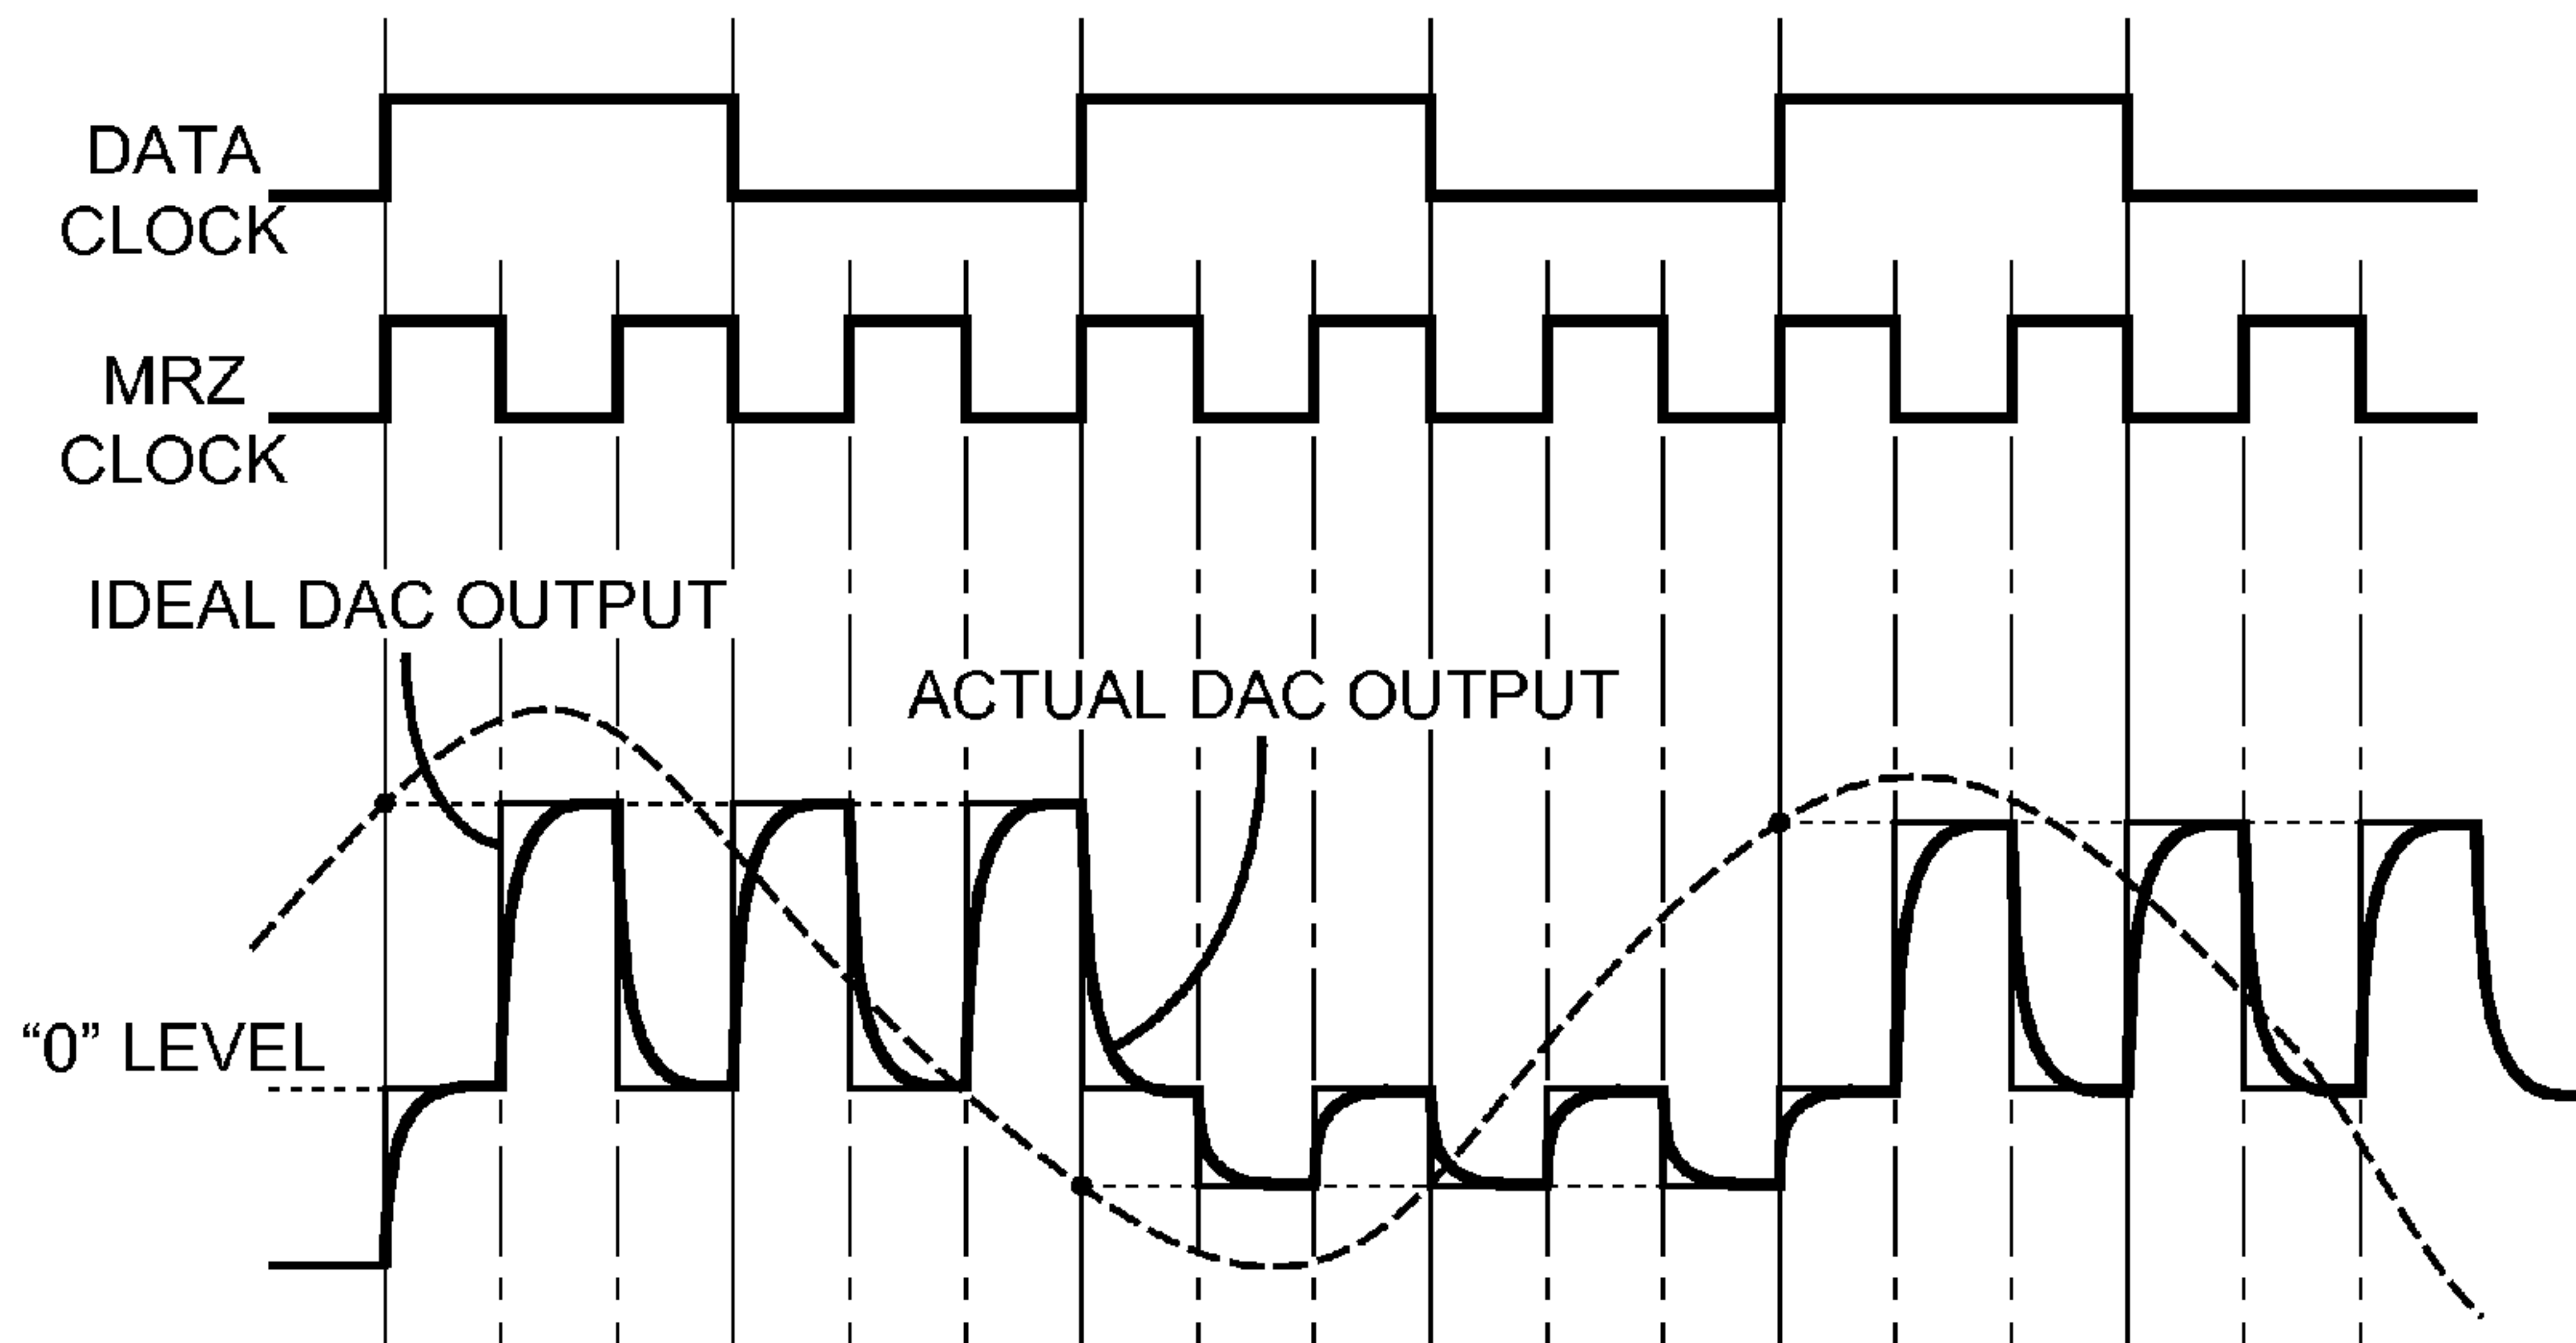 DATA
CLOCK
MRZ
CLOCK
IDEAL DAC OUTPUT
ACTUAL DAC OUTPUT
“0” LEVEL